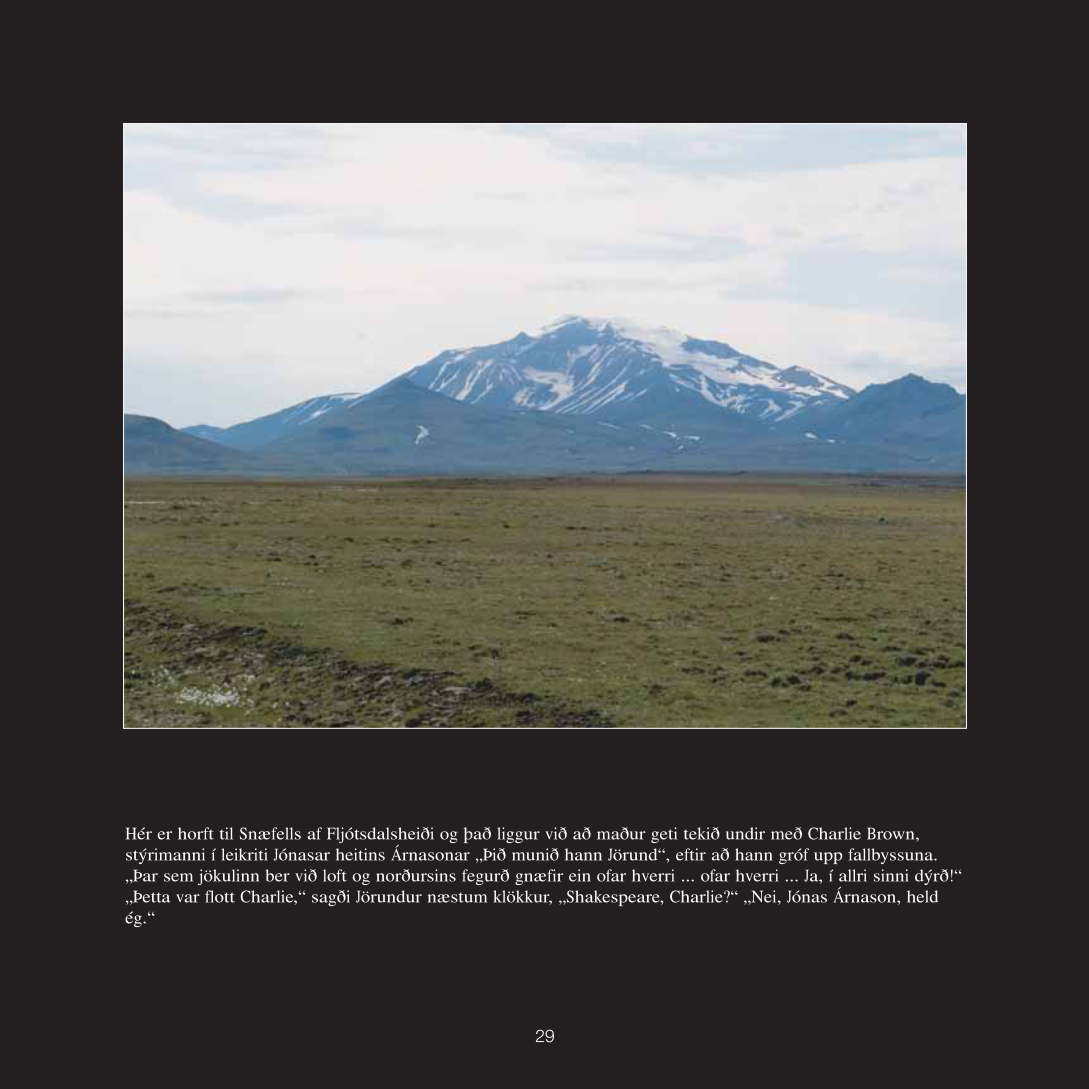 Hér er horft til Snæfells af Fljótsdalsheiði og það liggur við að maður geti tekið undir með Charlie Brown,
stýrimanni í leikriti Jónasar heitins Árnasonar „Þið munið hann Jörund“, eftir að hann gróf upp fallbyssuna.
„Þar sem jökulinn ber við loft og norðursins fegurð gnæfir ein ofar hverri ... ofar hverri ... Ja, í allri sinni dýrð!“
„Þetta var flott Charlie,“ sagði Jörundur næstum klökkur, „Shakespeare, Charlie?“ „Nei, Jónas Árnason, held
ég.“
29